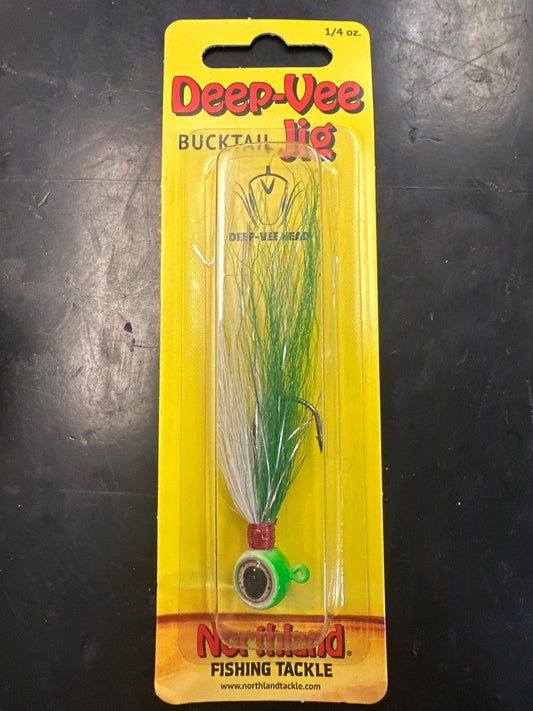 1/4 oz.
Deep-Vee
BUCKTAIL Jig
DEEP-VEE HEAD
Northland®
FISHING TACKLE
www.northlandtackle.com